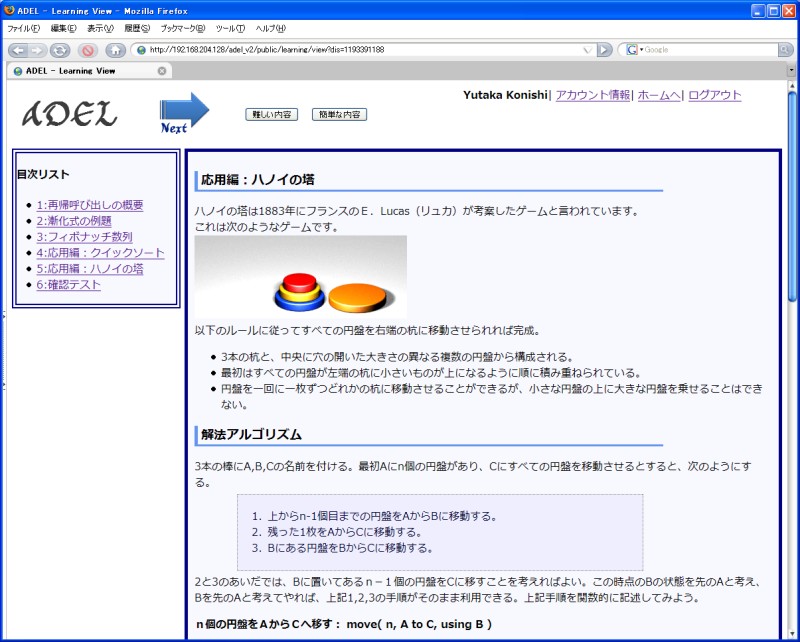 ADEL - Learning View - Mozilla Firefox
ファイル(F) 編集(E) 表示(V) 履歴(S) ブックマーク(B) ツール(T) ヘルプ(H)
http://192.168.204.128/adel_v2/public/learning/view?dis=1193391188
Google
ADEL - Learning View
ADEL
Next
難しい内容
簡単な内容
Yutaka Konishi| アカウント情報| ホームへ| ログアウト
目次リスト
1:再帰呼び出しの概要
2:漸化式の例題
3:フィボナッチ数列
4:応用編：クイックソート
5:応用編：ハノイの塔
6:確認テスト
応用編：ハノイの塔
ハノイの塔は1883年にフランスのＥ．Lucas（リュカ）が考案したゲームと言われています。
これは次のようなゲームです。
以下のルールに従ってすべての円盤を右端の杭に移動させられれば完成。
3本の杭と、中央に穴の開いた大きさの異なる複数の円盤から構成される。
最初はすべての円盤が左端の杭に小さいものが上になるように順に積み重ねられている。
円盤を一回に一枚ずつどれかの杭に移動させることができるが、小さな円盤の上に大きな円盤を乗せることはでき
ない。
解法アルゴリズム
3本の棒にA,B,Cの名前を付ける。最初Aにn個の円盤があり、Cにすべての円盤を移動させるとすると、次のようにす
る。
1. 上からn-1個目までの円盤をAからBに移動する。
2. 残った1枚をAからCに移動する。
3. Bにある円盤をBからCに移動する。
2と3のあいだでは、Bに置いてあるｎ－１個の円盤をCに移すことを考えればよい。この時点のBの状態を先のAと考え、
Bを先のAと考えてやれば、上記1,2,3の手順がそのまま利用できる。上記手順を関数的に記述してみよう。
ｎ個の円盤をＡからＣへ移す： move( n, A to C, using B )